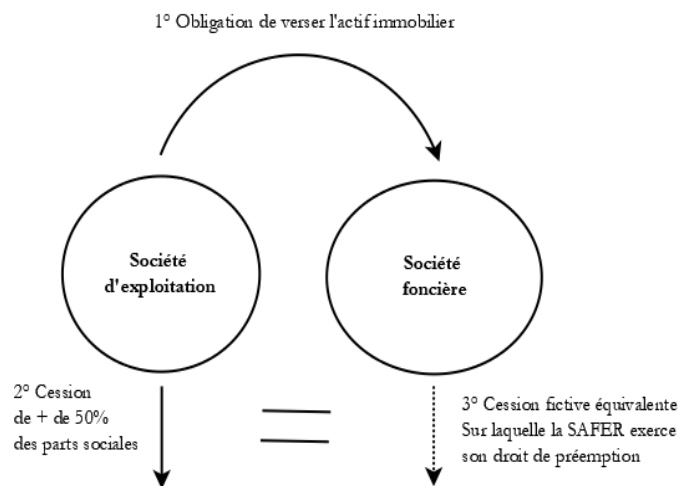 1° Obligation de verser l'actif immobilier
Société
d'exploitation
Société
foncière
2° Cession
de + de 50%
des parts sociales
3° Cession fictive équivalente
Sur laquelle la SAFER exerce
son droit de préemption